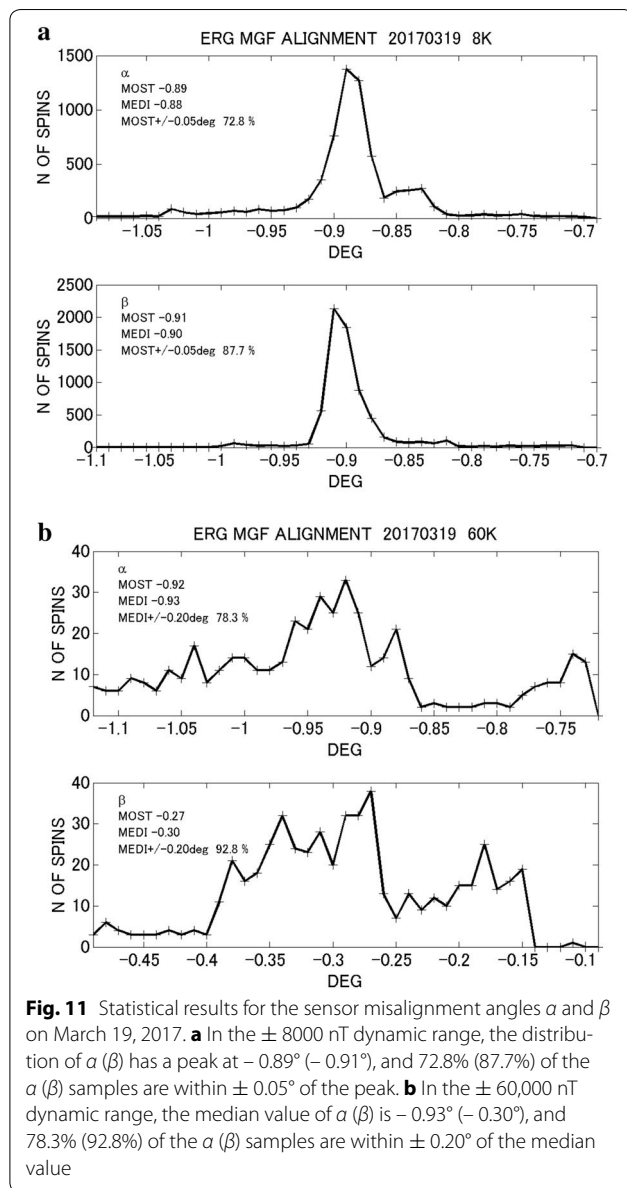 a
ERG MGF ALIGNMENT 20170319 8K
1500
1000
500
0
N OF SPINS
α
MOST -0.89
MEDI -0.88
MOST+/-0.05deg 72.8 %
-1.05 -1 -0.95 -0.9 -0.85 -0.8 -0.75 -0.7
DEG
2500
2000
1500
1000
500
0
N OF SPINS
β
MOST -0.91
MEDI -0.90
MOST+/-0.05deg 87.7 %
-1.1 -1.05 -1 -0.95 -0.9 -0.85 -0.8 -0.75 -0.7
DEG
b
ERG MGF ALIGNMENT 20170319 60K
40
30
20
10
0
N OF SPINS
α
MOST -0.92
MEDI -0.93
MEDI+/-0.20deg 78.3 %
-1.1 -1.05 -1 -0.95 -0.9 -0.85 -0.8 -0.75
DEG
40
30
20
10
0
N OF SPINS
β
MOST -0.27
MEDI -0.30
MEDI+/-0.20deg 92.8 %
-0.45 -0.4 -0.35 -0.3 -0.25 -0.2 -0.15 -0.1
DEG
Fig. 11 Statistical results for the sensor misalignment angles α and β
on March 19, 2017. a In the ± 8000 nT dynamic range, the distribu-
tion of α (β) has a peak at – 0.89° (– 0.91°), and 72.8% (87.7%) of the
α (β) samples are within ± 0.05° of the peak. b In the ± 60,000 nT
dynamic range, the median value of α (β) is – 0.93° (– 0.30°), and
78.3% (92.8%) of the α (β) samples are within ± 0.20° of the median
value